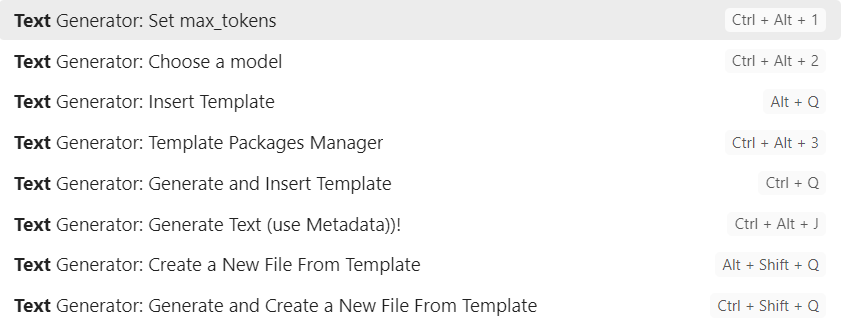 Text Generator: Set max_tokens Ctrl + Alt + 1
Text Generator: Choose a model Ctrl + Alt + 2
Text Generator: Insert Template Alt + Q
Text Generator: Template Packages Manager Ctrl + Alt + 3
Text Generator: Generate and Insert Template Ctrl + Q
Text Generator: Generate Text (use Metadata))! Ctrl + Alt + J
Text Generator: Create a New File From Template Alt + Shift + Q
Text Generator: Generate and Create a New File From Template Ctrl + Shift + Q